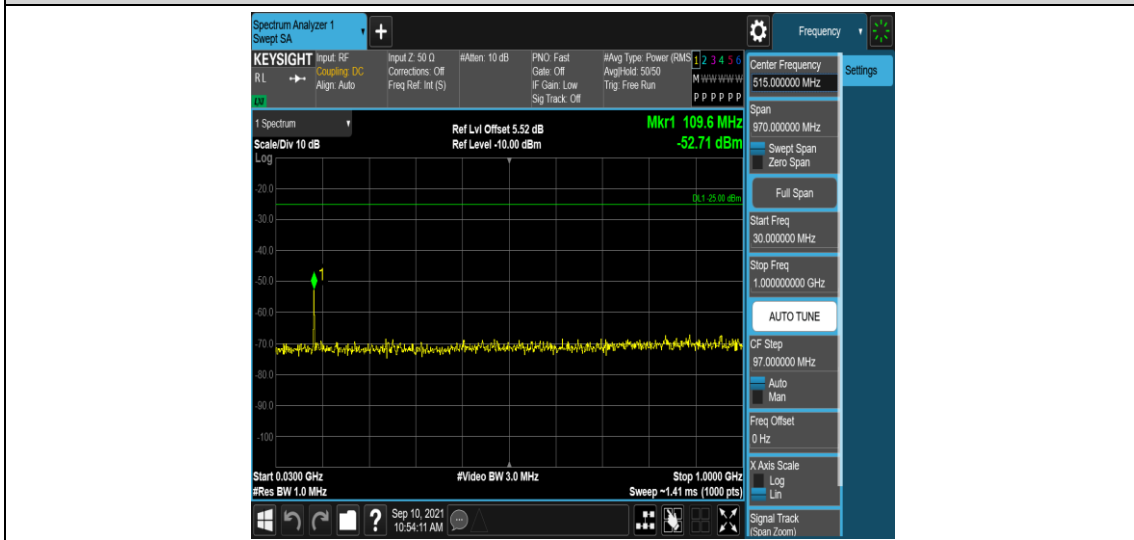 Spectrum Analyzer 1
Swept SA
+
Frequency
KEYSIGHT Input: RF
RL Coupling: DC
Align: Auto
LXI
Input Z: 50 Ω
Corrections: Off
Freq Ref: Int (S)
#Atten: 10 dB
PNO: Fast
Gate: Off
IF Gain: Low
Sig Track: Off
#Avg Type: Power (RMS
Avg|Hold: 50/50
Trig: Free Run
1 2 3 4 5 6
M W W W W W
P P P P P P
Center Frequency
515.000000 MHz
Settings
1 Spectrum
Scale/Div 10 dB
Ref Lvl Offset 5.52 dB
Ref Level -10.00 dBm
Mkr1 109.6 MHz
-52.71 dBm
Log
-20.0
DL1 -25.00 dBm
-30.0
-40.0
1
-50.0
-60.0
-70.0
-80.0
-90.0
-100
Start 0.0300 GHz
#Res BW 1.0 MHz
#Video BW 3.0 MHz
Stop 1.0000 GHz
Sweep ~1.41 ms (1000 pts)
Span
970.000000 MHz
Swept Span
Zero Span
Full Span
Start Freq
30.000000 MHz
Stop Freq
1.000000000 GHz
AUTO TUNE
CF Step
97.000000 MHz
Auto
Man
Freq Offset
0 Hz
X Axis Scale
Log
Lin
Signal Track
(Span Zoom)
?
Sep 10, 2021
10:54:11 AM